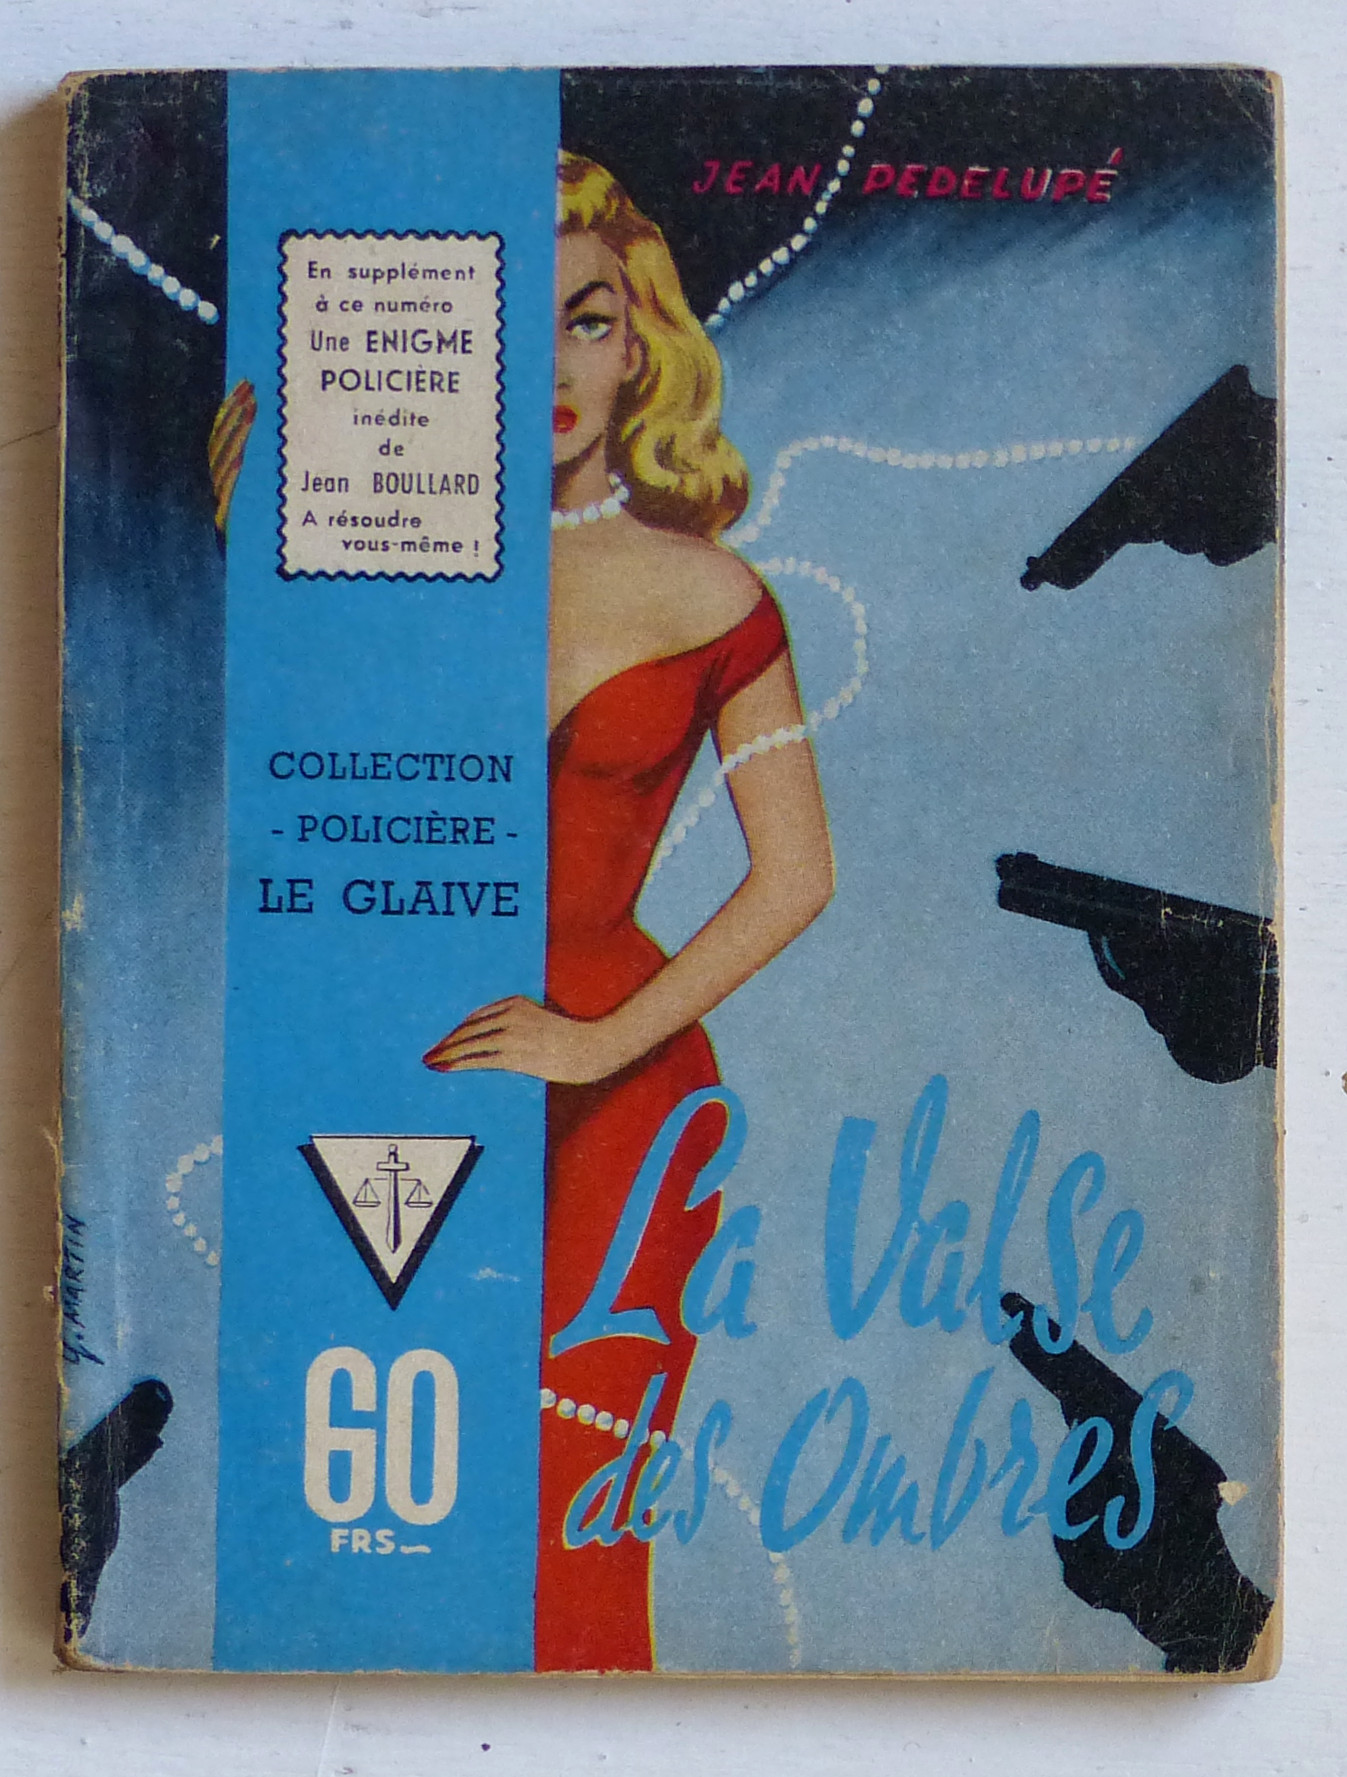 JEAN PEDELUPÉ
En supplément
à ce numéro
Une ENIGME
POLICIÈRE
inédite
de
Jean BOULLARD
A résoudre
vous-même !
COLLECTION
- POLICIÈRE -
LE GLAIVE
60
FRS
La Valse
des Ombres
G. MARTIN